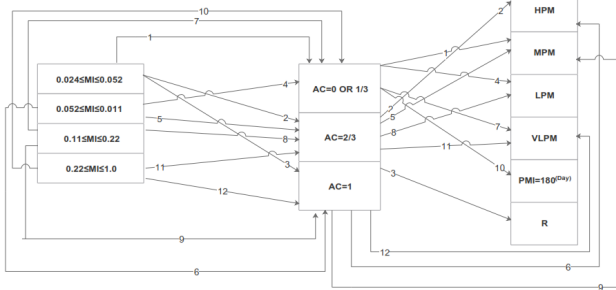 10
7
1
2
HPM
MPM
LPM
VLPM
PMI=180(Day)
R
0.024≤MI≤0.052
0.052≤MI≤0.011
0.11≤MI≤0.22
0.22≤MI≤1.0
AC=0 OR 1/3
AC=2/3
AC=1
4
2
5
8
11
3
12
1
4
2
5
8
7
11
10
3
9
6
12
6
9